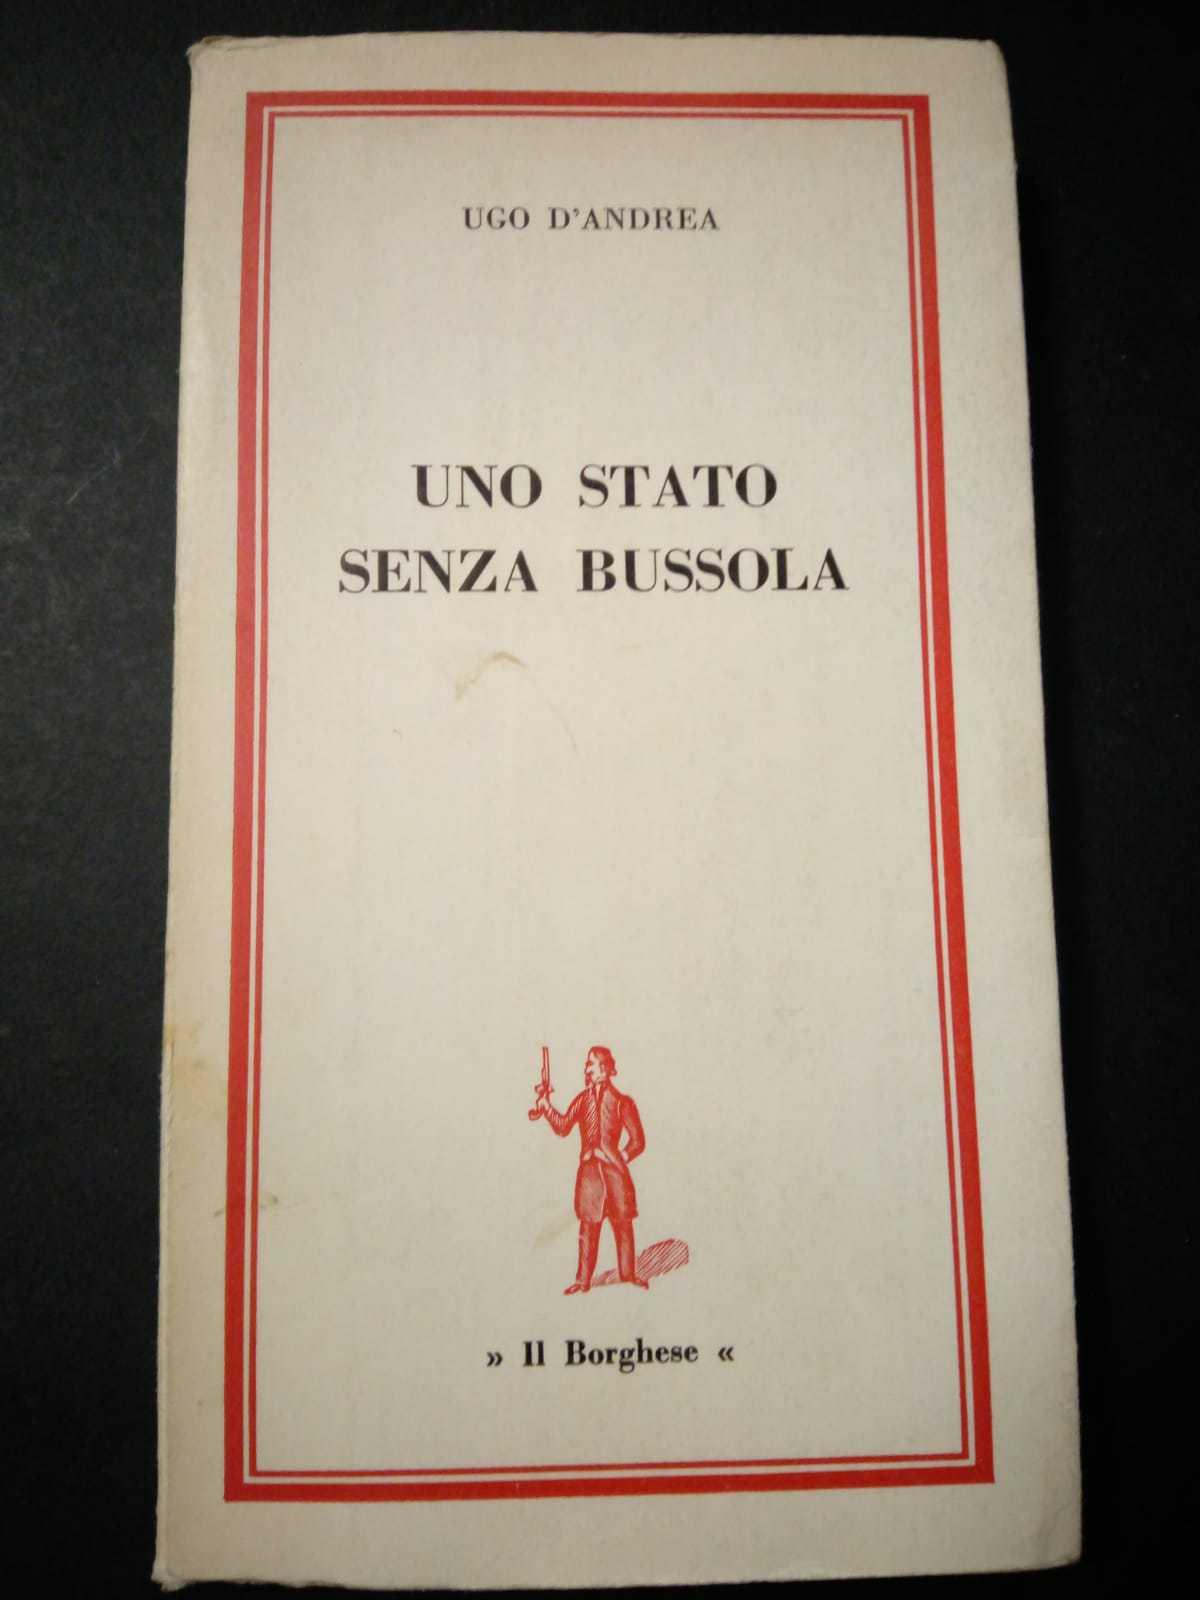 UGO D'ANDREA
UNO STATO
SENZA BUSSOLA
» Il Borghese «